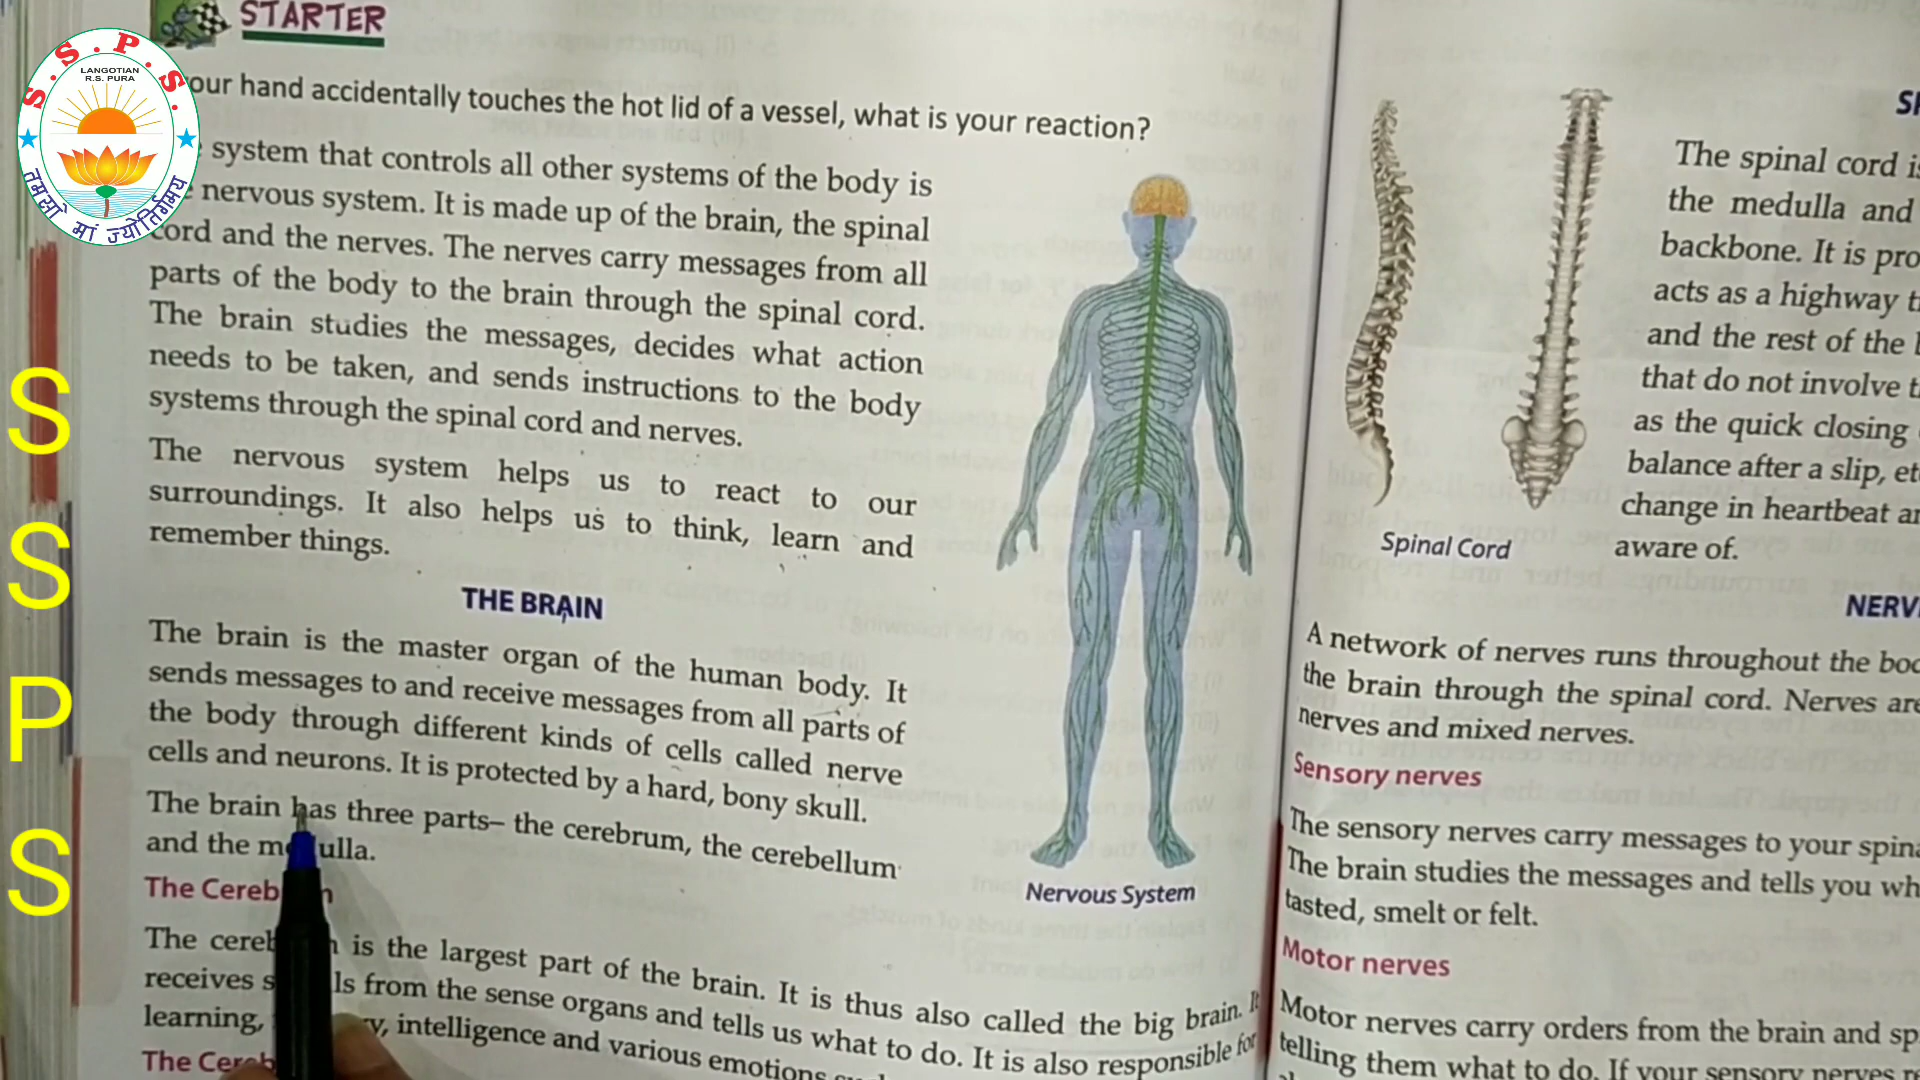 S.S.P.S.
LANGOTIAN
R.S. PURA
तमसो मां ज्योतिर्गमय
S
S
P
S
STARTER
our hand accidentally touches the hot lid of a vessel, what is your reaction?
system that controls all other systems of the body is
nervous system. It is made up of the brain, the spinal
cord and the nerves. The nerves carry messages from all
parts of the body to the brain through the spinal cord.
The brain studies the messages, decides what action
needs to be taken, and sends instructions to the body
systems through the spinal cord and nerves.
The nervous system helps us to react to our
surroundings. It also helps us to think, learn and
remember things.
THE BRAIN
The brain is the master organ of the human body. It
sends messages to and receive messages from all parts of
the body through different kinds of cells called nerve
cells and neurons. It is protected by a hard, bony skull.
The brain has three parts– the cerebrum, the cerebellum
and the medulla.
Nervous System
The Cereb
The cereb is the largest part of the brain. It is thus also called the big brain. It
receives s ls from the sense organs and tells us what to do. It is also responsible for
learning, y, intelligence and various emotions
The Cereb
Spinal Cord
The spinal cord is
the medulla and
backbone. It is pro
acts as a highway t
and the rest of the
that do not involve t
as the quick closing
balance after a slip, et
change in heartbeat a
aware of.
NERV
A network of nerves runs throughout the bo
the brain through the spinal cord. Nerves are
nerves and mixed nerves.
Sensory nerves
The sensory nerves carry messages to your spin
The brain studies the messages and tells you wh
tasted, smelt or felt.
Motor nerves
Motor nerves carry orders from the brain and sp
telling them what to do. If your sensory nerves re